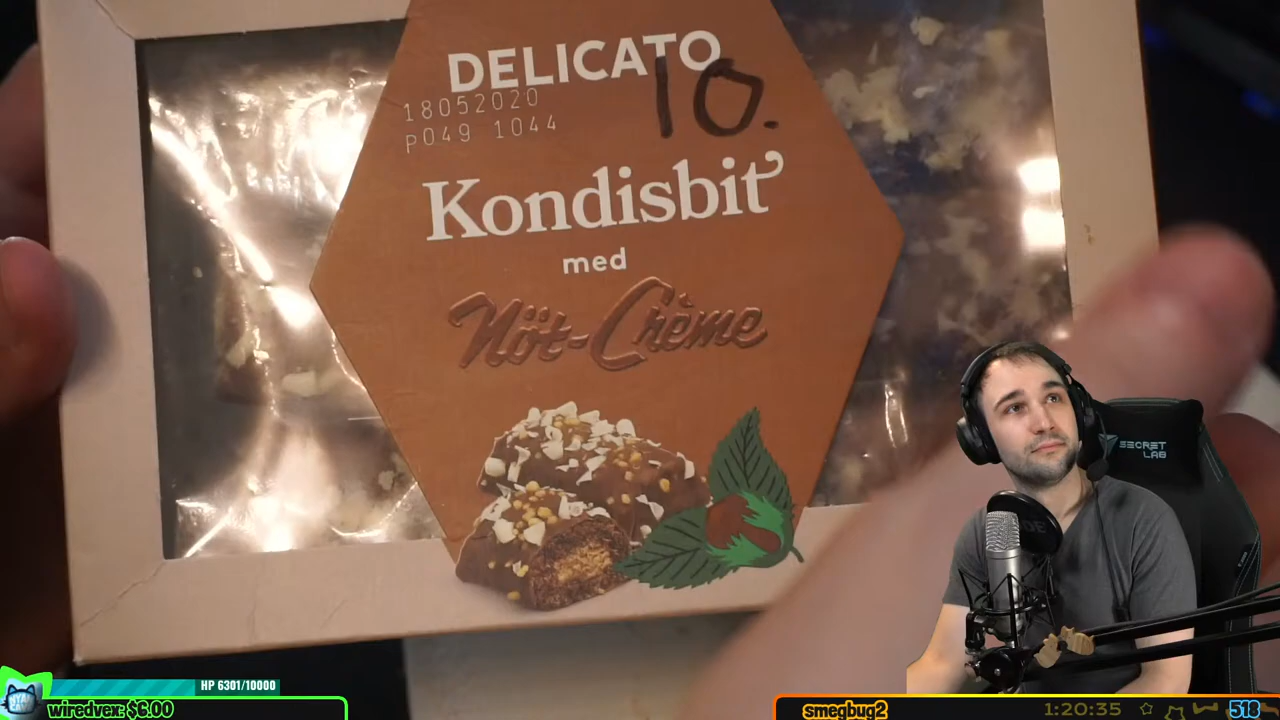 DELICATO
10.
18052020
p049 1044
Kondisbit
med
Nöt-Crème
SECRET
LAB
HP 6301/10000
wiredvex: $6.00
smegbug2
1:20:35
518